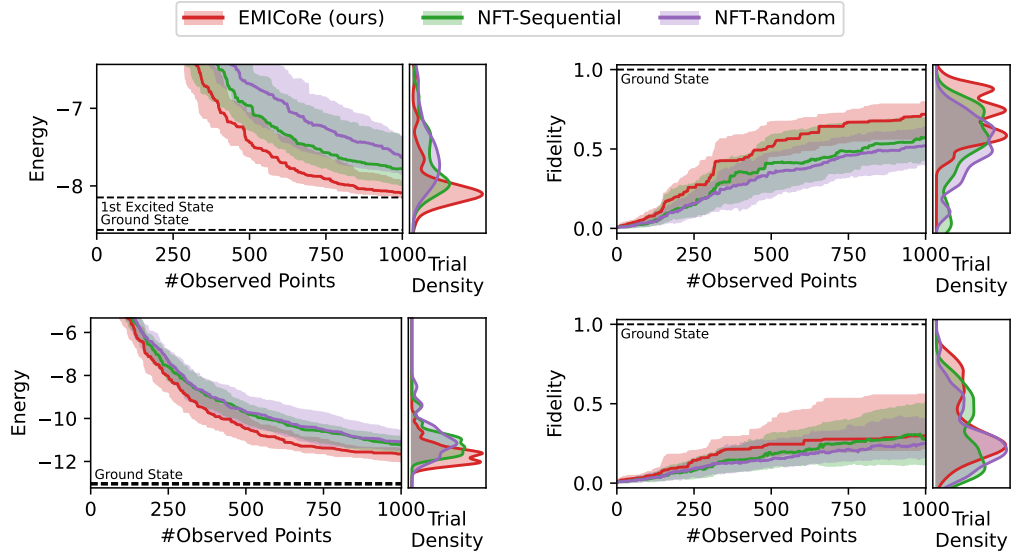 EMICoRe (ours) NFT-Sequential NFT-Random
Energy
−7
−8
1st Excited State
Ground State
0 250 500 750 1000
#Observed Points
Trial
Density
Fidelity
1.0
0.5
0.0
Ground State
0 250 500 750 1000
#Observed Points
Trial
Density
Energy
−6
−8
−10
−12
Ground State
0 250 500 750 1000
#Observed Points
Trial
Density
Fidelity
1.0
0.5
0.0
Ground State
0 250 500 750 1000
#Observed Points
Trial
Density